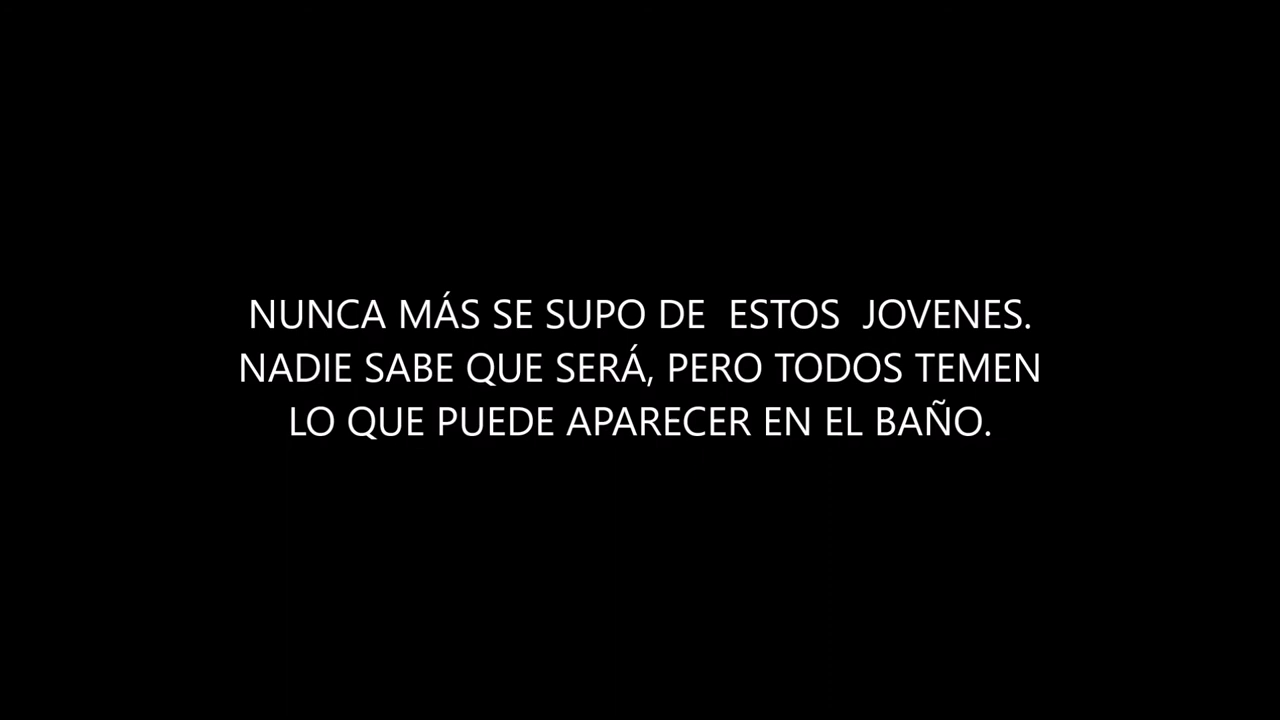 NUNCA MÁS SE SUPO DE  ESTOS  JOVENES.
NADIE SABE QUE SERÁ, PERO TODOS TEMEN
LO QUE PUEDE APARECER EN EL BAÑO.